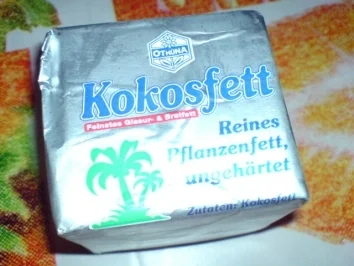 OTHÜNA
Kokosfett
Feinstes Glasur- & Bratfett
Reines
Pflanzenfett,
ungehärtet
Zutaten: Kokosfett